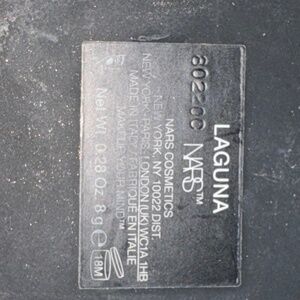 LAGUNA
NARS™
NARS COSMETICS
NEW YORK, NY 10022 DIST.
NEW YORK-PARIS-LONDON (UK) WC1A 1HB
MADE IN ITALY/FABRIQUÉ EN ITALIE
MAKEUP YOUR MIND™
Net Wt. 0.28 Oz. 8 g ℮
18M